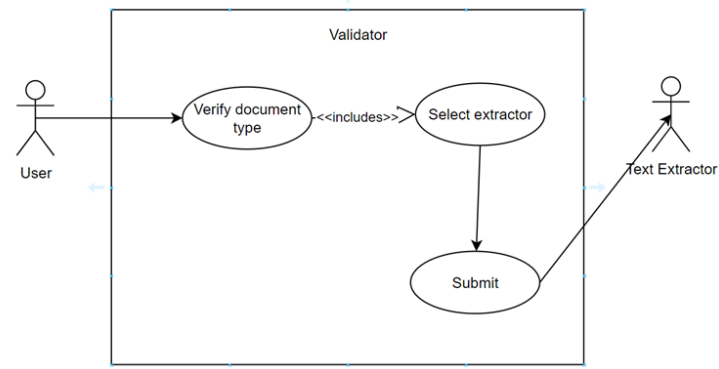 Validator
Verify document
type
<<includes>>
Select extractor
User
Text Extractor
Submit